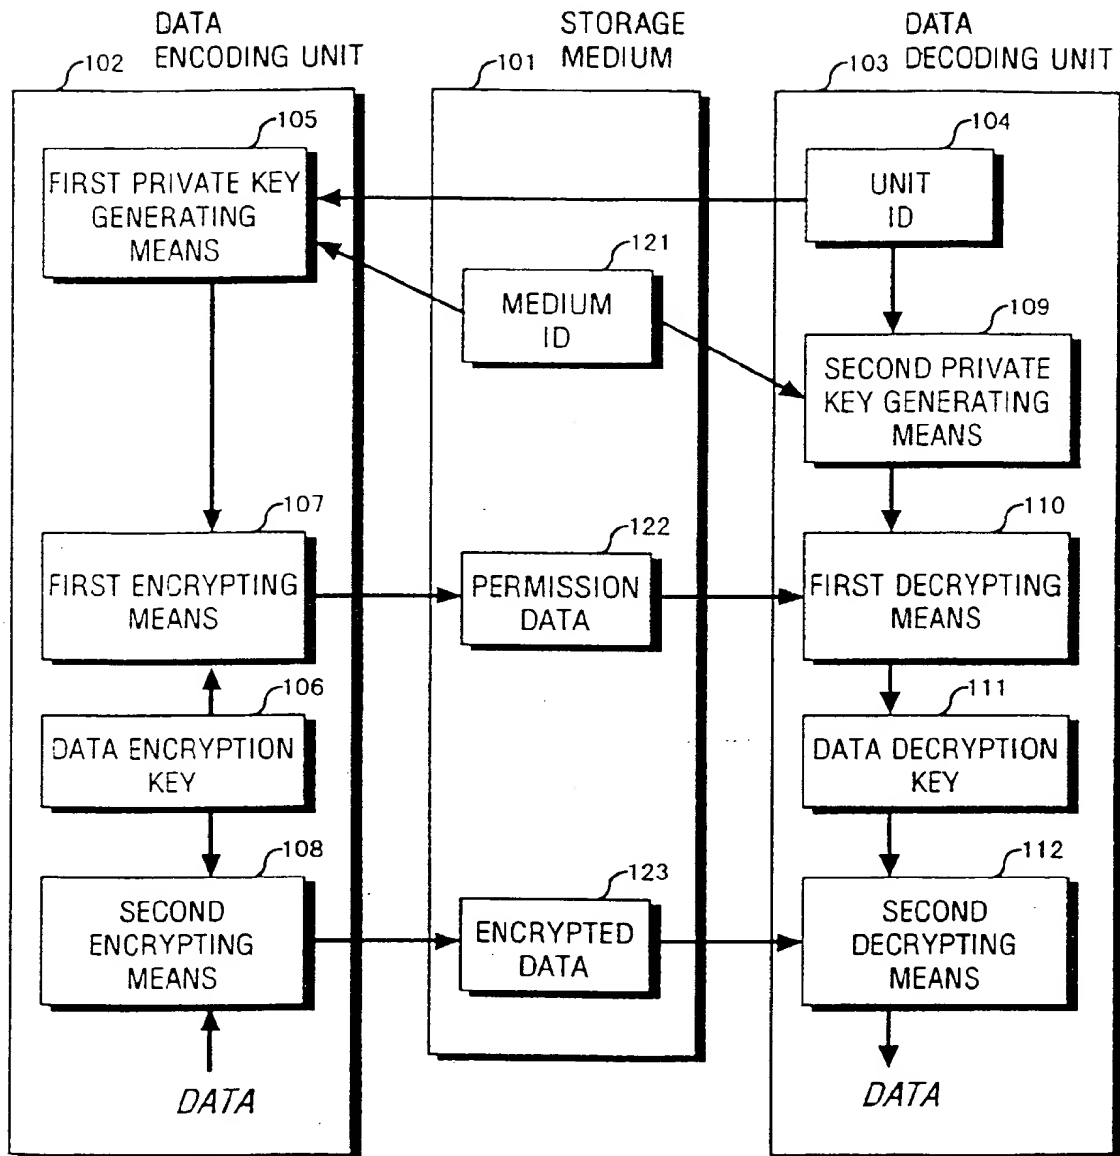 DATA
ENCODING UNIT
102
STORAGE
MEDIUM
101
DATA
DECODING UNIT
103
105
FIRST PRIVATE KEY
GENERATING
MEANS
104
UNIT
ID
121
MEDIUM
ID
109
SECOND PRIVATE
KEY GENERATING
MEANS
107
FIRST ENCRYPTING
MEANS
122
PERMISSION
DATA
110
FIRST DECRYPTING
MEANS
106
DATA ENCRYPTION
KEY
111
DATA DECRYPTION
KEY
108
SECOND
ENCRYPTING
MEANS
123
ENCRYPTED
DATA
112
SECOND
DECRYPTING
MEANS
DATA
DATA